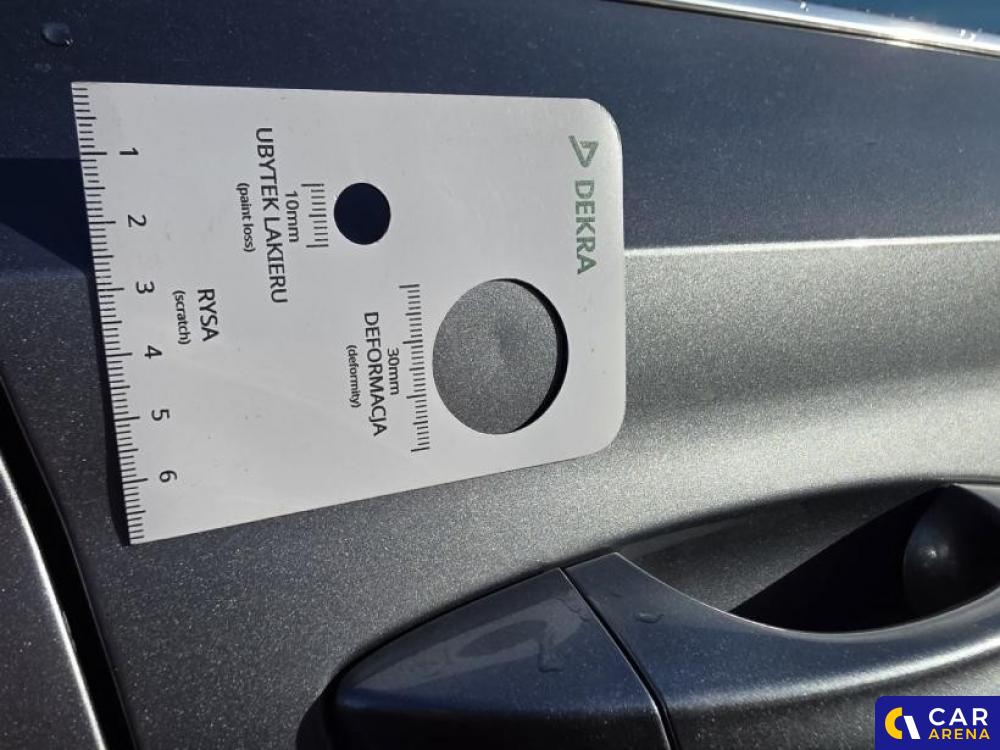 DEKRA
30mm
DEFORMACJA
(deformity)
10mm
UBYTEK LAKIERU
(paint loss)
RYSA
(scratch)
1 2 3 4 5 6
CAR
ARENA